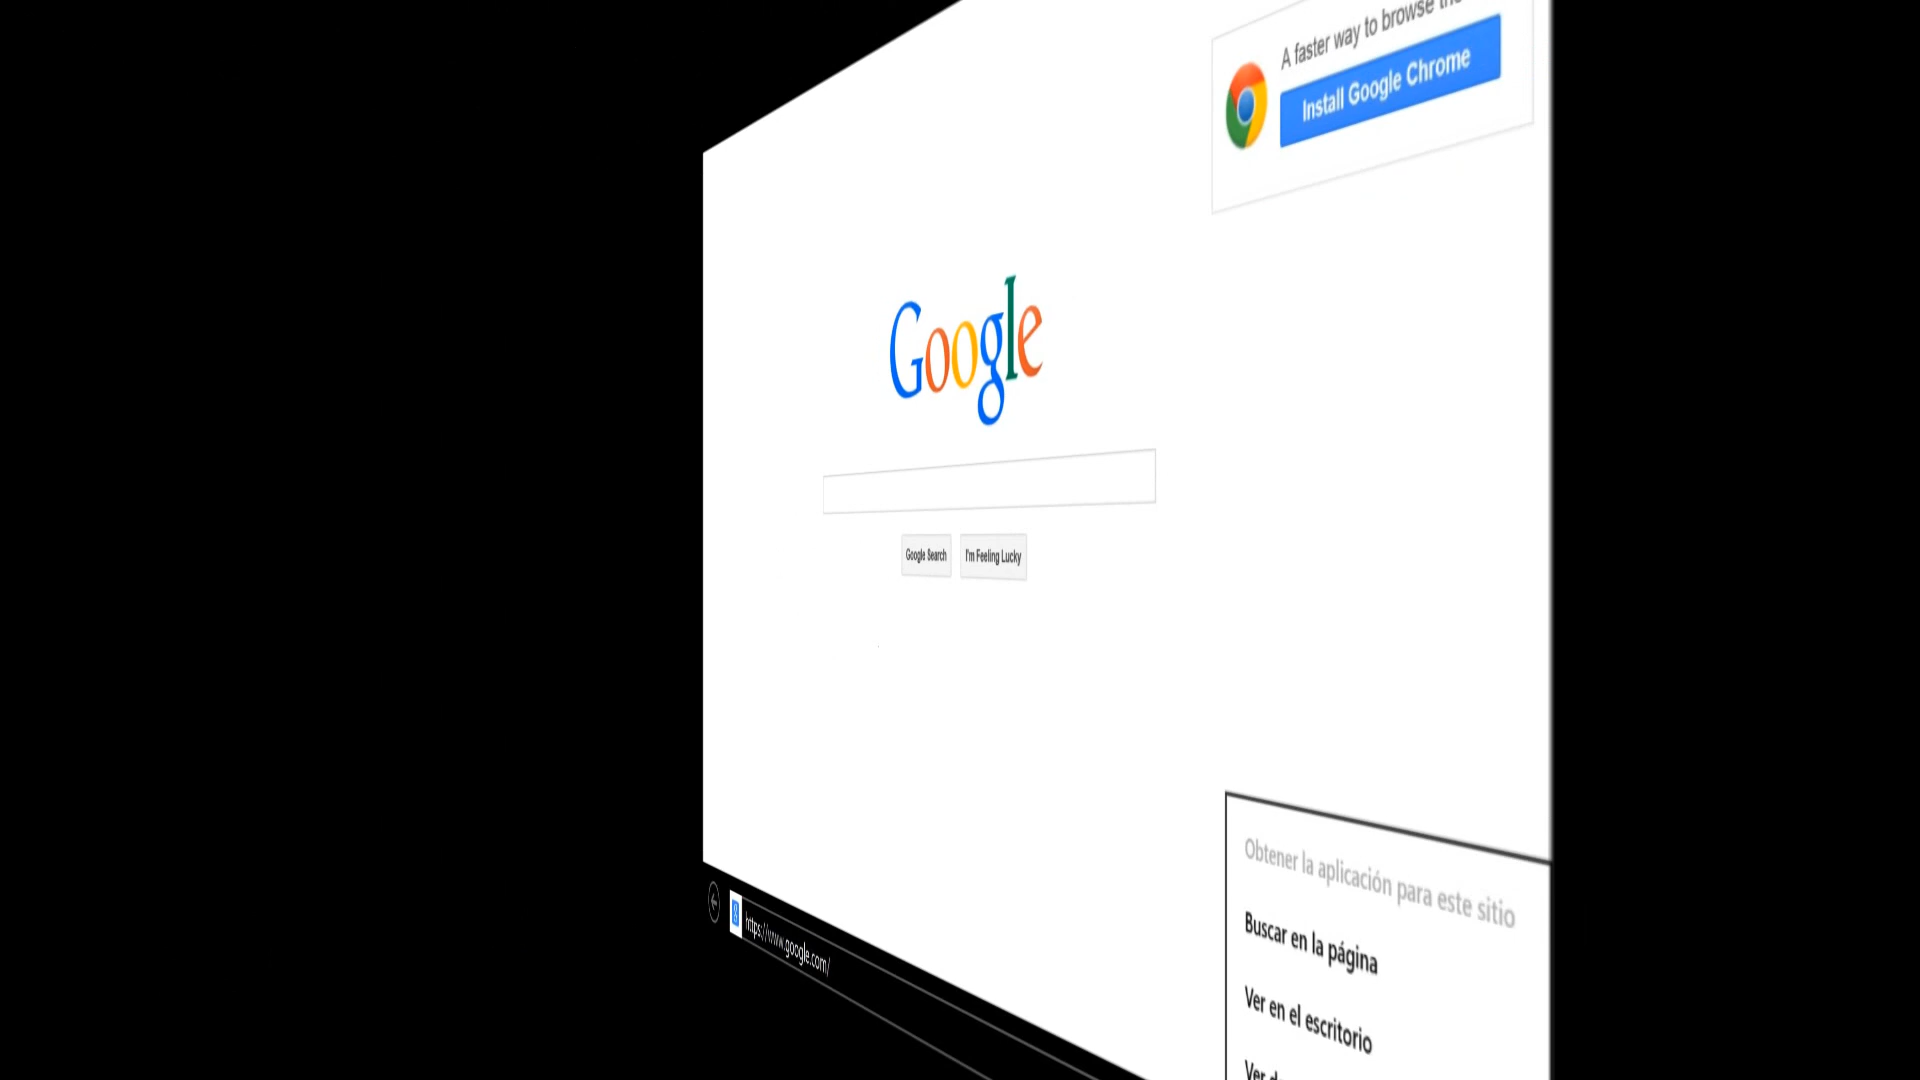 A faster way to browse
Install Google Chrome
Google
Google Search
I'm Feeling Lucky
Obtener la aplicación para este sitio
Buscar en la página
Ver en el escritorio
Ver
https://www.google.com/